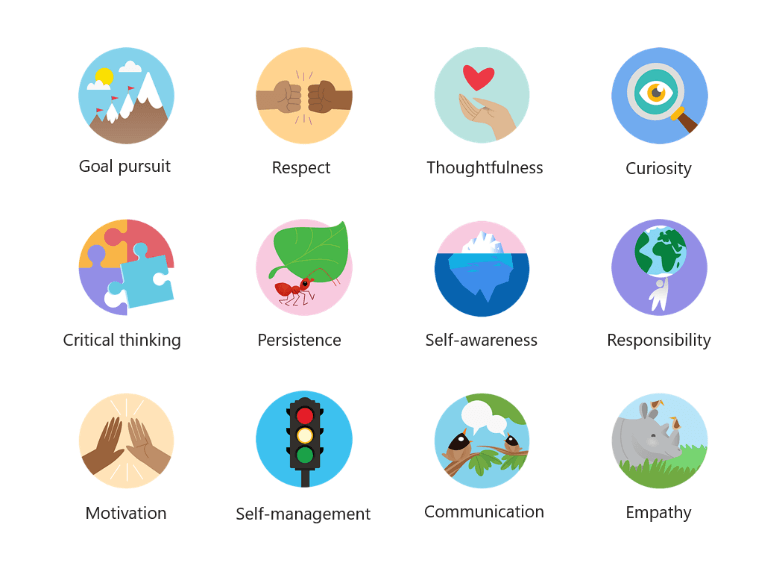 Goal pursuit
Respect
Thoughtfulness
Curiosity
Critical thinking
Persistence
Self-awareness
Responsibility
Motivation
Self-management
Communication
Empathy